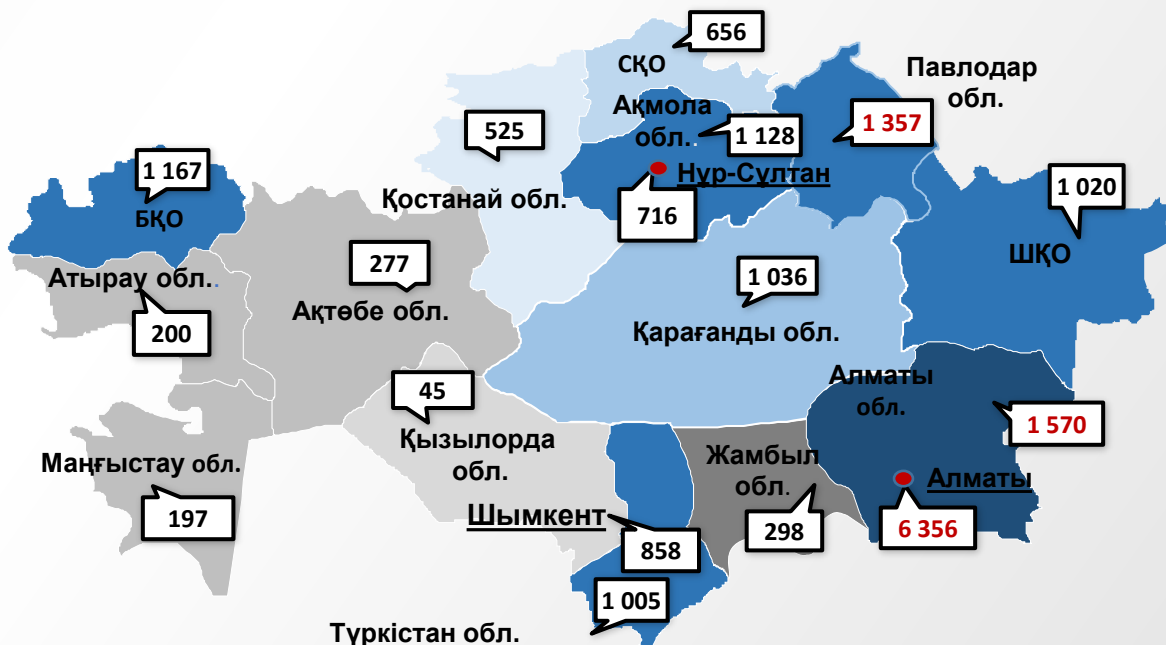 656
СҚО
Павлодар
обл.
Ақмола
обл..
1 128
1 357
525
Нұр-Сұлтан
716
Қостанай обл.
1 167
БҚО
1 020
ШҚО
Атырау обл..
200
277
Ақтөбе обл.
1 036
Қарағанды обл.
Алматы
обл.
1 570
45
Қызылорда
обл.
Маңғыстау обл.
197
Жамбыл
обл.
298
Алматы
6 356
Шымкент
858
1 005
Түркістан обл.